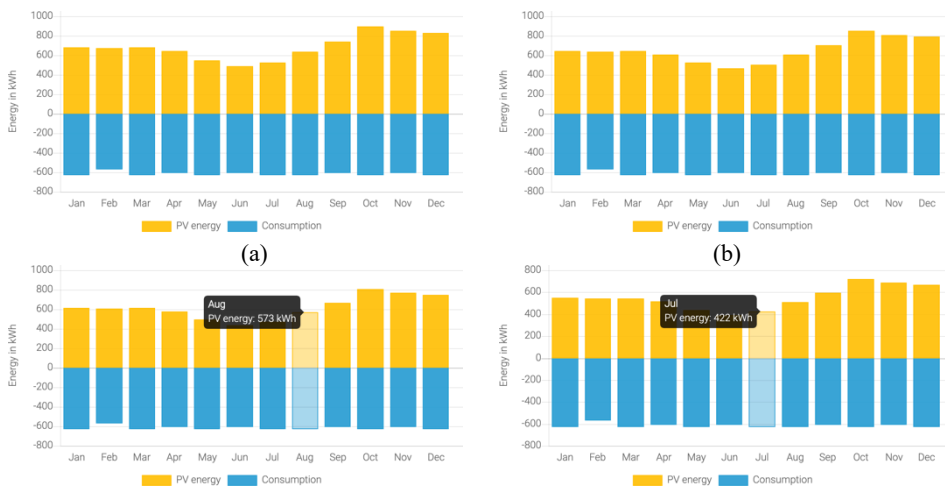 1000
800
600
400
200
0
-200
-400
-600
-800
Energy in kWh
Jan Feb Mar Apr May Jun Jul Aug Sep Oct Nov Dec
PV energy Consumption
(a)
1000
800
600
400
200
0
-200
-400
-600
-800
Energy in kWh
Jan Feb Mar Apr May Jun Jul Aug Sep Oct Nov Dec
PV energy Consumption
(b)
1000
800
600
400
200
0
-200
-400
-600
-800
Energy in kWh
Aug
PV energy: 573 kWh
Jan Feb Mar Apr May Jun Jul Aug Sep Oct Nov Dec
PV energy Consumption
800
600
400
200
0
-200
-400
-600
-800
Energy in kWh
Jul
PV energy: 422 kWh
Jan Feb Mar Apr May Jun Jul Aug Sep Oct Nov Dec
PV energy Consumption